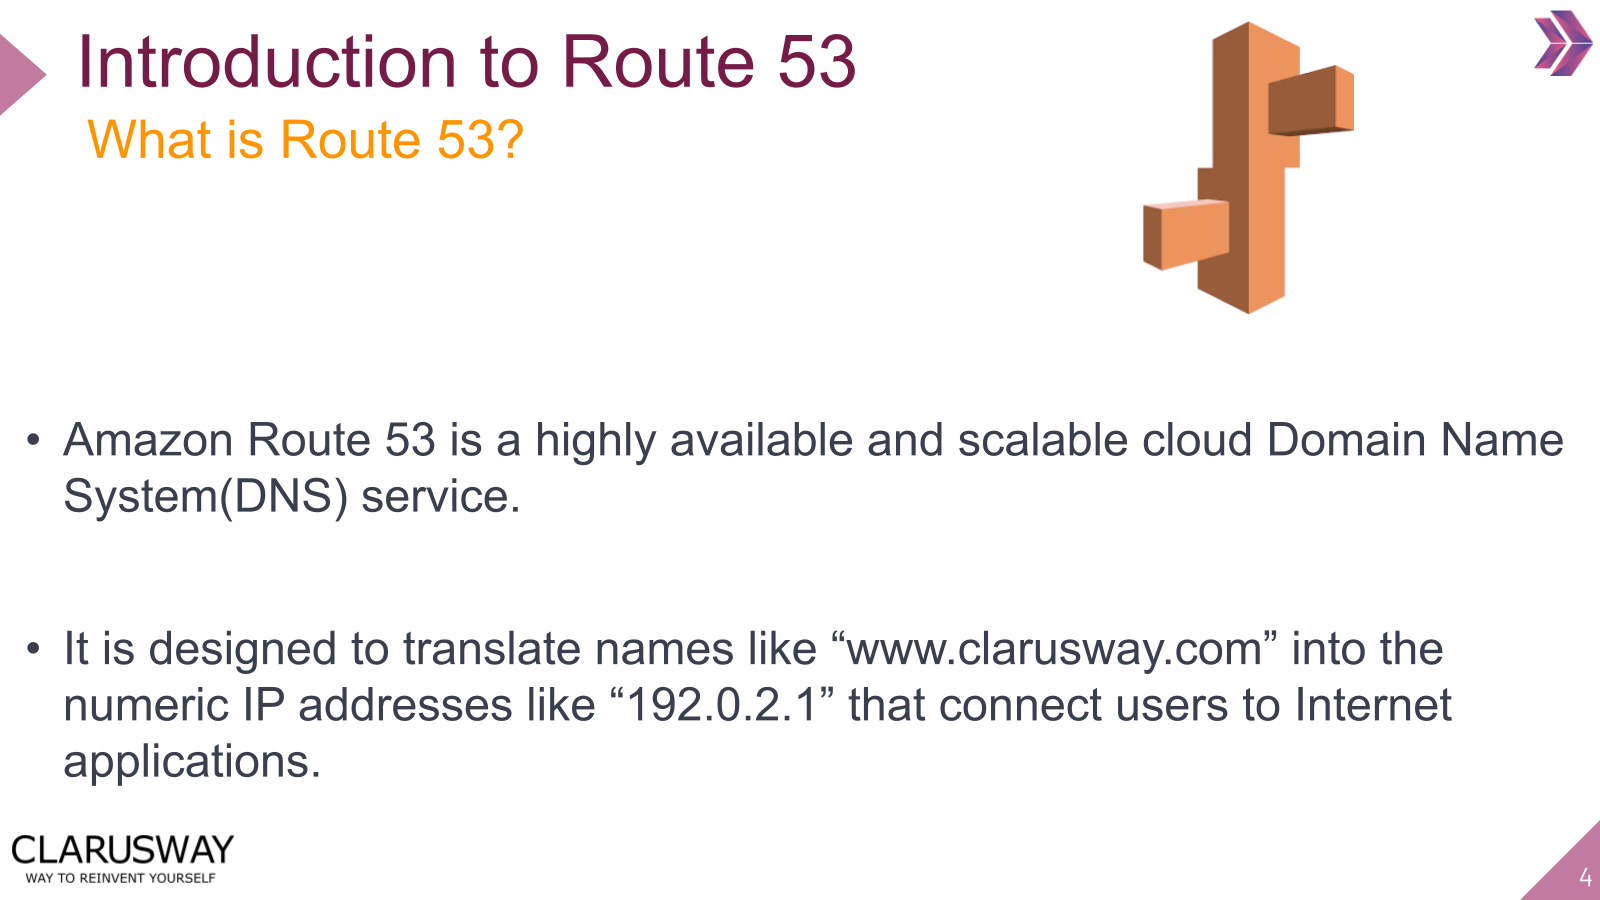 Introduction to Route 53
What is Route 53?
• Amazon Route 53 is a highly available and scalable cloud Domain Name
System(DNS) service.
• It is designed to translate names like “www.clarusway.com” into the
numeric IP addresses like “192.0.2.1” that connect users to Internet
applications.
CLARUSWAY
WAY TO REINVENT YOURSELF
4